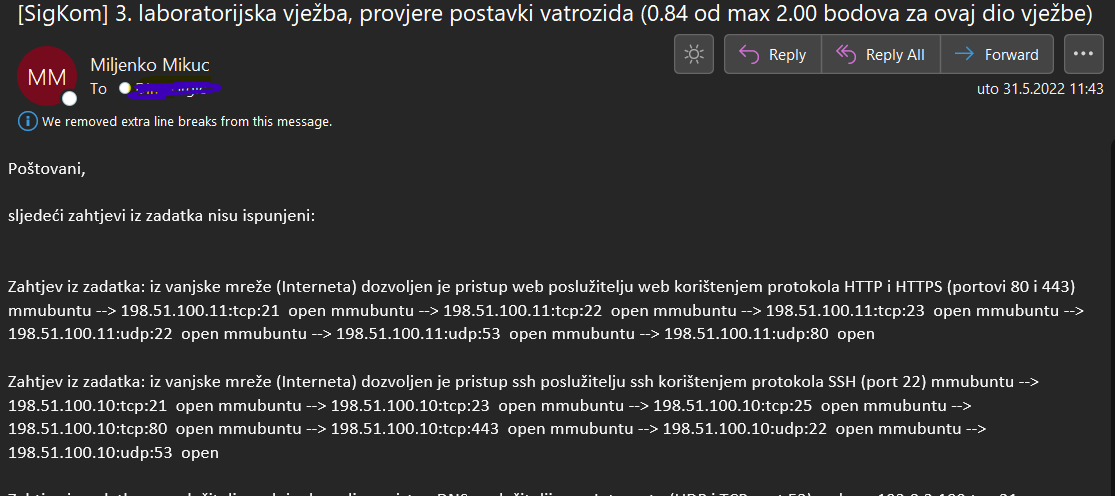 [SigKom] 3. laboratorijska vježba, provjere postavki vatrozida (0.84 od max 2.00 bodova za ovaj dio vježbe)
MM
Miljenko Mikuc
To
Reply
Reply All
Forward
uto 31.5.2022 11:43
We removed extra line breaks from this message.
Poštovani,
sljedeći zahtjevi iz zadatka nisu ispunjeni:
Zahtjev iz zadatka: iz vanjske mreže (Interneta) dozvoljen je pristup web poslužitelju web korištenjem protokola HTTP i HTTPS (portovi 80 i 443)
mmubuntu --> 198.51.100.11:tcp:21 open mmubuntu --> 198.51.100.11:tcp:22 open mmubuntu --> 198.51.100.11:tcp:23 open mmubuntu -->
198.51.100.11:udp:22 open mmubuntu --> 198.51.100.11:udp:53 open mmubuntu --> 198.51.100.11:udp:80 open
Zahtjev iz zadatka: iz vanjske mreže (Interneta) dozvoljen je pristup ssh poslužitelju ssh korištenjem protokola SSH (port 22) mmubuntu -->
198.51.100.10:tcp:21 open mmubuntu --> 198.51.100.10:tcp:23 open mmubuntu --> 198.51.100.10:tcp:25 open mmubuntu -->
198.51.100.10:tcp:80 open mmubuntu --> 198.51.100.10:tcp:443 open mmubuntu --> 198.51.100.10:udp:22 open mmubuntu -->
198.51.100.10:udp:53 open